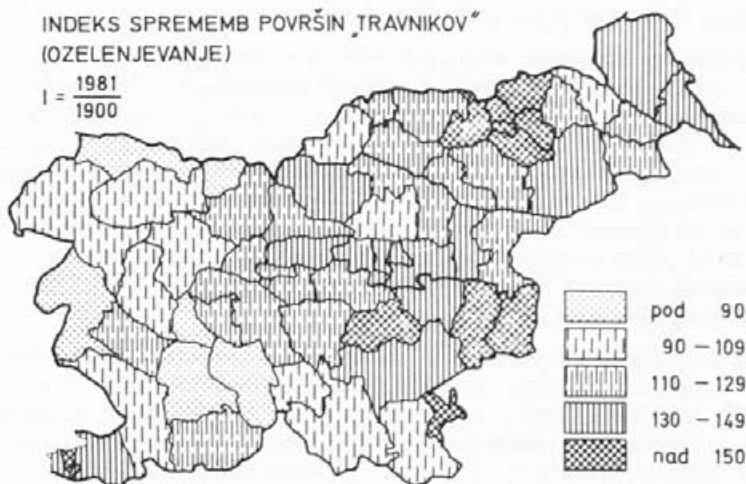 INDEKS SPREMEMB POVRŠIN „TRAVNIKOV“
(OZELENJEVANJE)
I = 1981
1900
pod 90
90 – 109
110 – 129
130 – 149
nad 150